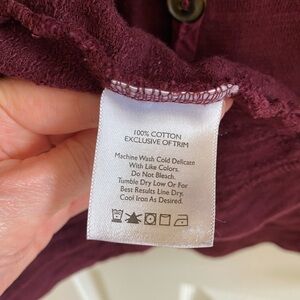 100% COTTON
EXCLUSIVE OF TRIM
Machine Wash Cold Delicate
With Like Colors.
Do Not Bleach.
Tumble Dry Low Or For
Best Results Line Dry.
Cool Iron As Desired.